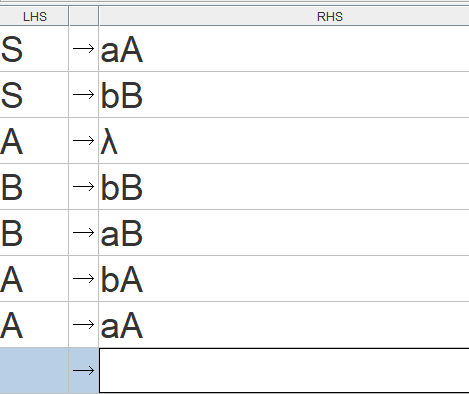 LHS RHS
S → aA
S → bB
A → λ
B → bB
B → aB
A → bA
A → aA
→